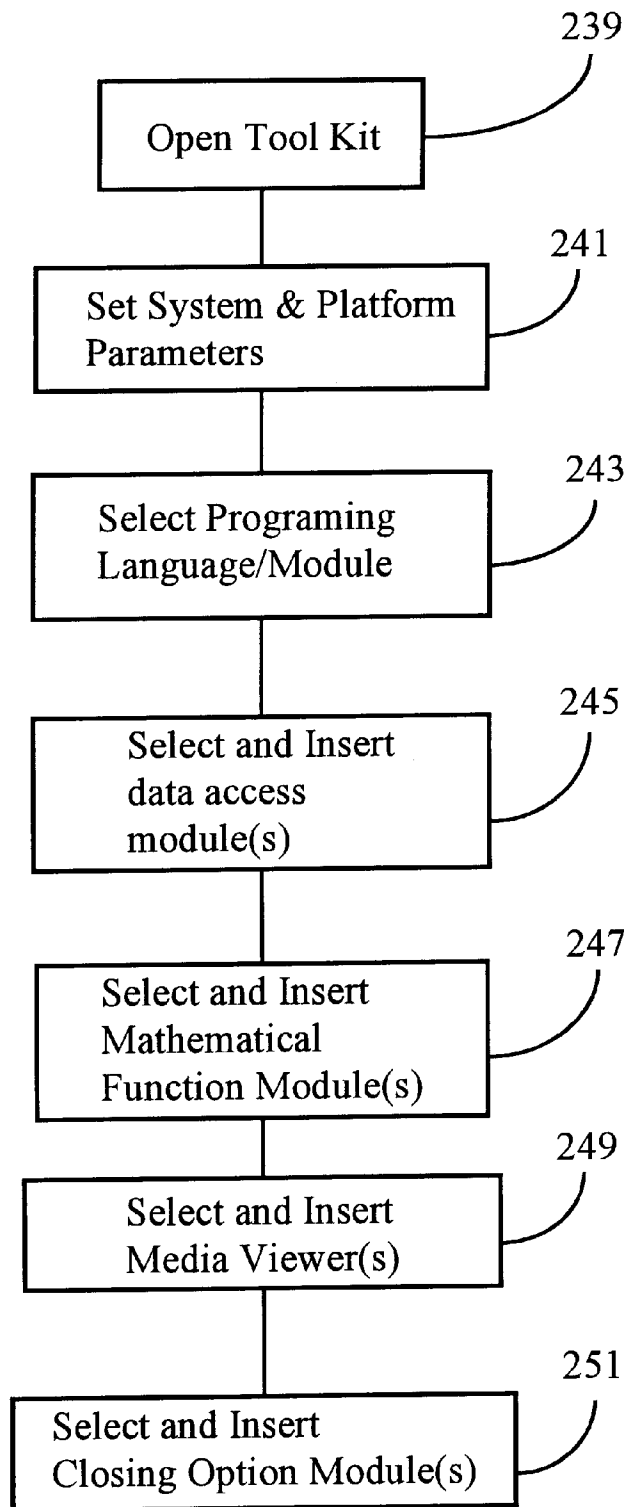 239
Open Tool Kit
241
Set System & Platform
Parameters
243
Select Programing
Language/Module
245
Select and Insert
data access
module(s)
247
Select and Insert
Mathematical
Function Module(s)
249
Select and Insert
Media Viewer(s)
251
Select and Insert
Closing Option Module(s)